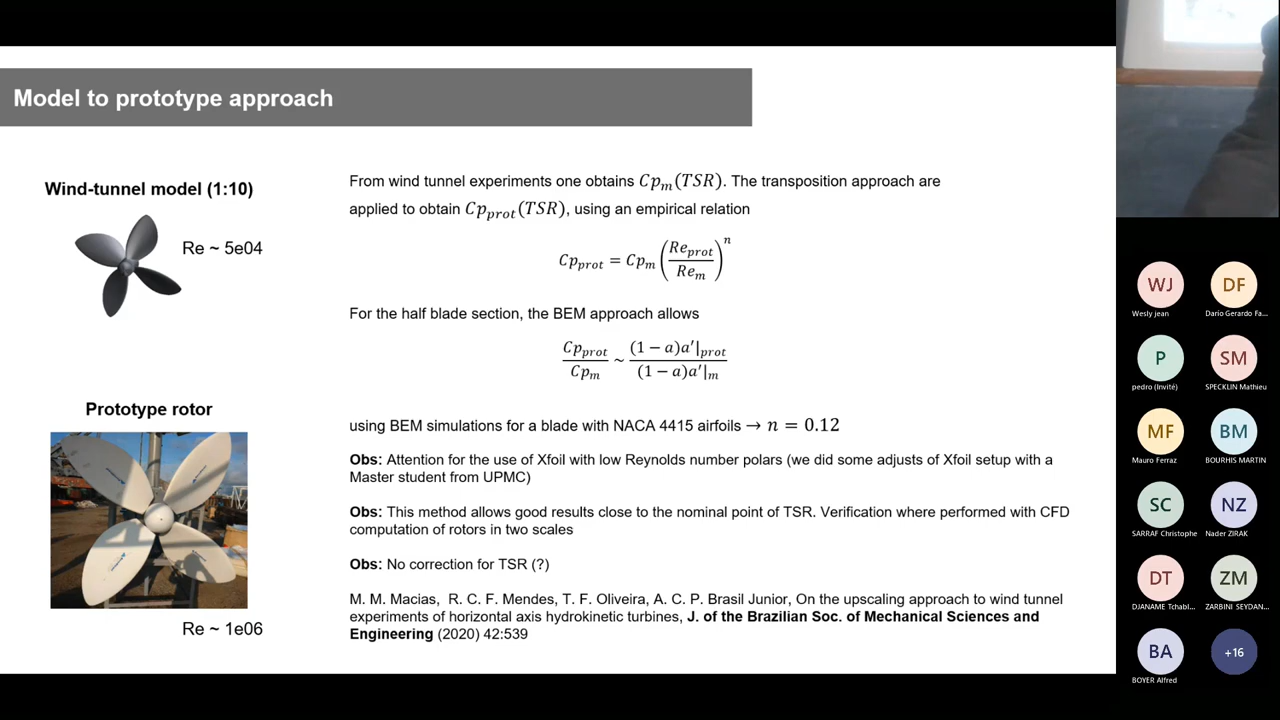 Model to prototype approach
Wind-tunnel model (1:10)
Re ~ 5e04
From wind tunnel experiments one obtains Cp_m(TSR). The transposition approach are
applied to obtain Cp_prot(TSR), using an empirical relation
Cp_prot = Cp_m (Re_prot / Re_m)^n
For the half blade section, the BEM approach allows
Cp_prot / Cp_m ~ (1 − a)a′|_prot / (1 − a)a′|_m
Prototype rotor
Re ~ 1e06
using BEM simulations for a blade with NACA 4415 airfoils → n = 0.12
Obs: Attention for the use of Xfoil with low Reynolds number polars (we did some adjusts of Xfoil setup with a
Master student from UPMC)
Obs: This method allows good results close to the nominal point of TSR. Verification where performed with CFD
computation of rotors in two scales
Obs: No correction for TSR (?)
M. M. Macias, R. C. F. Mendes, T. F. Oliveira, A. C. P. Brasil Junior, On the upscaling approach to wind tunnel
experiments of horizontal axis hydrokinetic turbines, J. of the Brazilian Soc. of Mechanical Sciences and
Engineering (2020) 42:539
WJ
Wesly jean
DF
Darío Gerardo Fa...
P
pedro (Invité)
SM
SPECKLIN Mathieu
MF
Mauro Ferraz
BM
BOURHIS MARTIN
SC
SARRAF Christophe
NZ
Nader ZIRAK
DT
DJANAME Tchabl...
ZM
ZARBINI SEYDAN...
BA
BOYER Alfred
+16